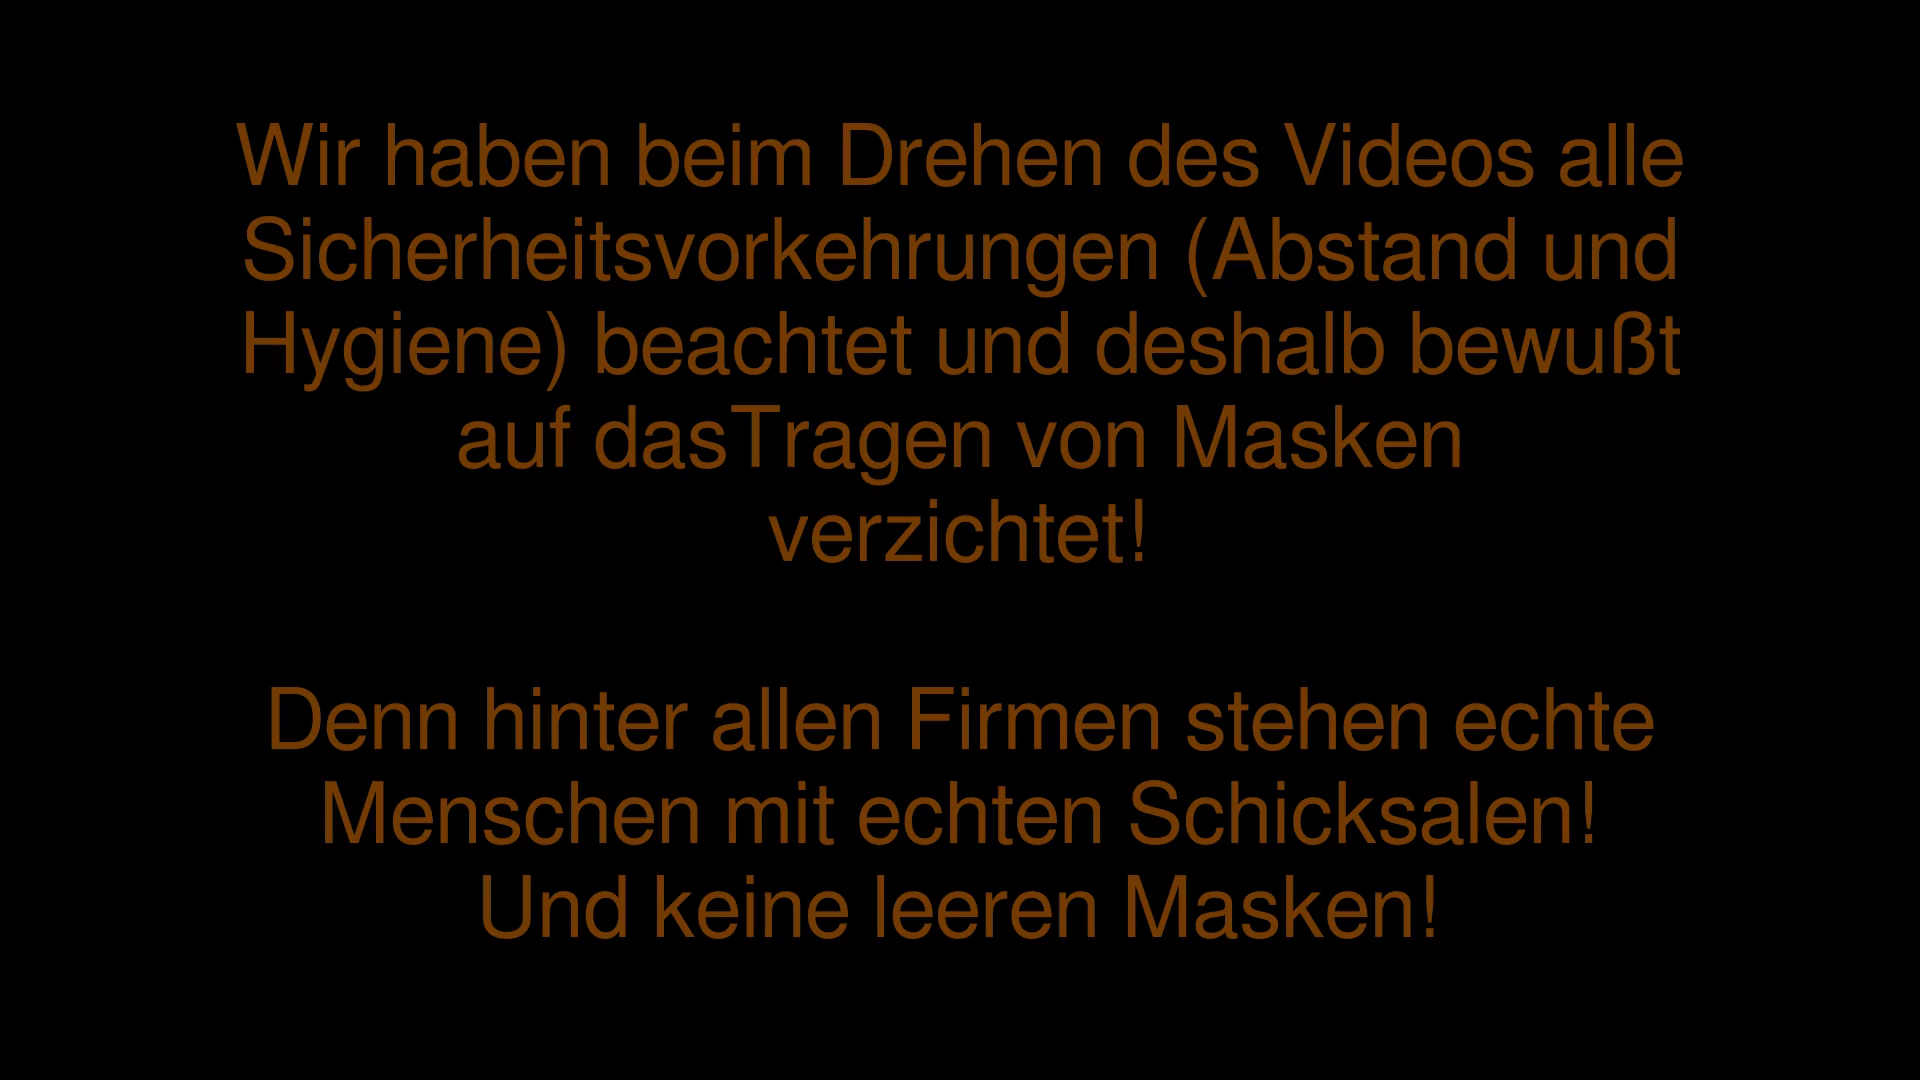 Wir haben beim Drehen des Videos alle
Sicherheitsvorkehrungen (Abstand und
Hygiene) beachtet und deshalb bewußt
auf dasTragen von Masken
verzichtet!
Denn hinter allen Firmen stehen echte
Menschen mit echten Schicksalen!
Und keine leeren Masken!